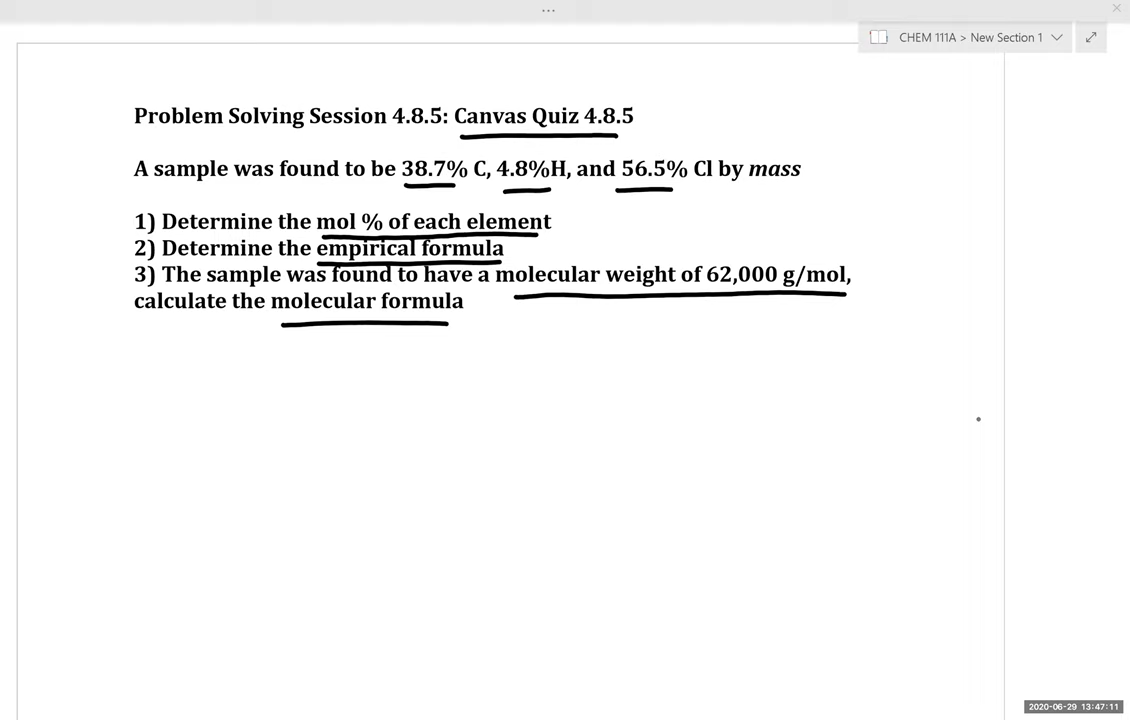 ...
CHEM 111A > New Section 1
Problem Solving Session 4.8.5: Canvas Quiz 4.8.5
A sample was found to be 38.7% C, 4.8%H, and 56.5% Cl by mass
1) Determine the mol % of each element
2) Determine the empirical formula
3) The sample was found to have a molecular weight of 62,000 g/mol,
calculate the molecular formula
2020-06-29 13:47:11